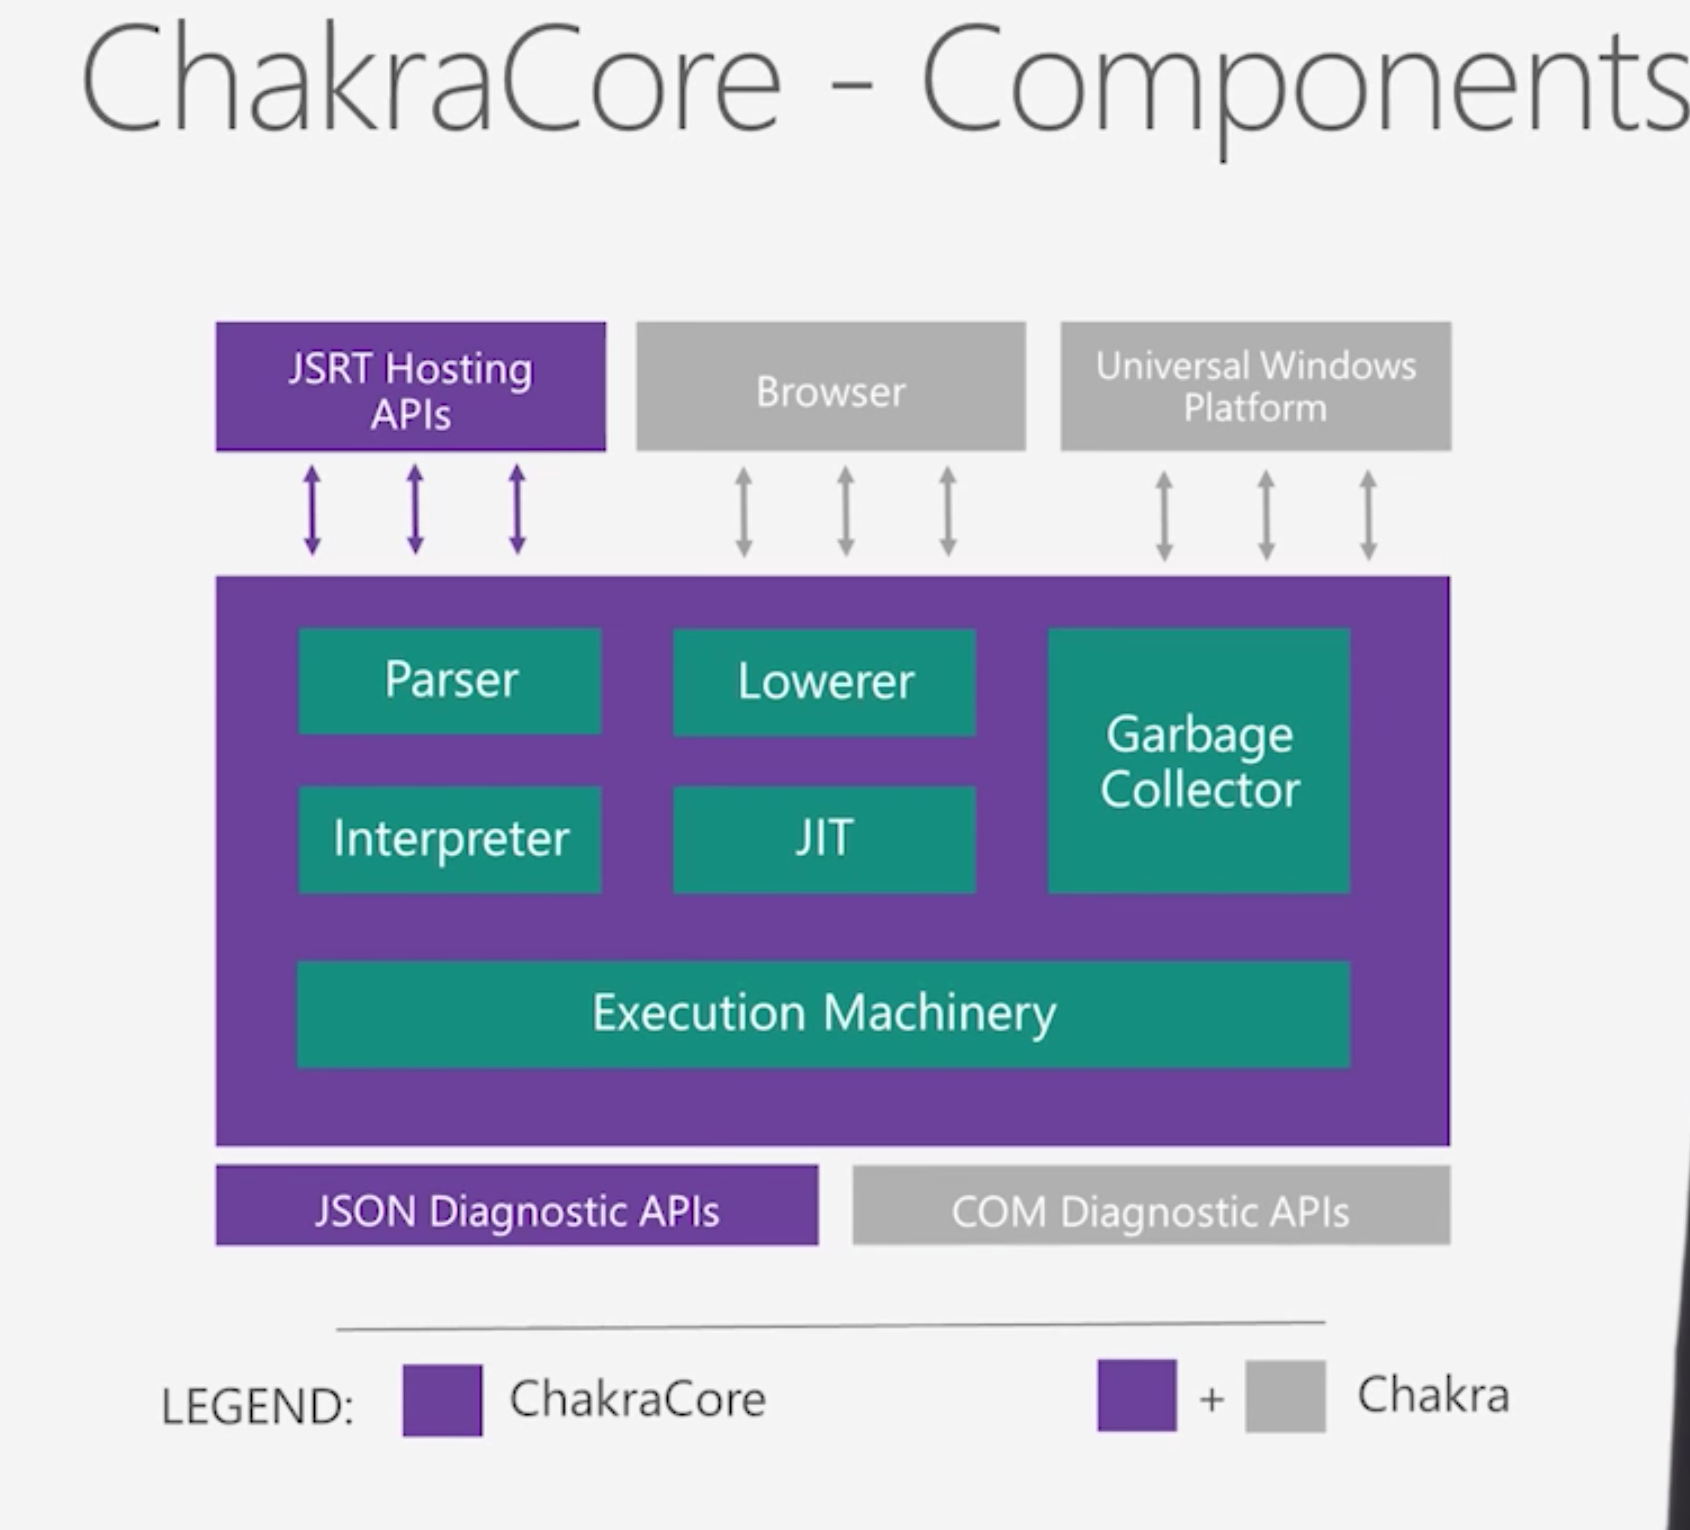 ChakraCore - Components
JSRT Hosting
APIs
Browser
Universal Windows
Platform
Parser
Lowerer
Garbage
Collector
Interpreter
JIT
Execution Machinery
JSON Diagnostic APIs
COM Diagnostic APIs
LEGEND:
ChakraCore
+
Chakra